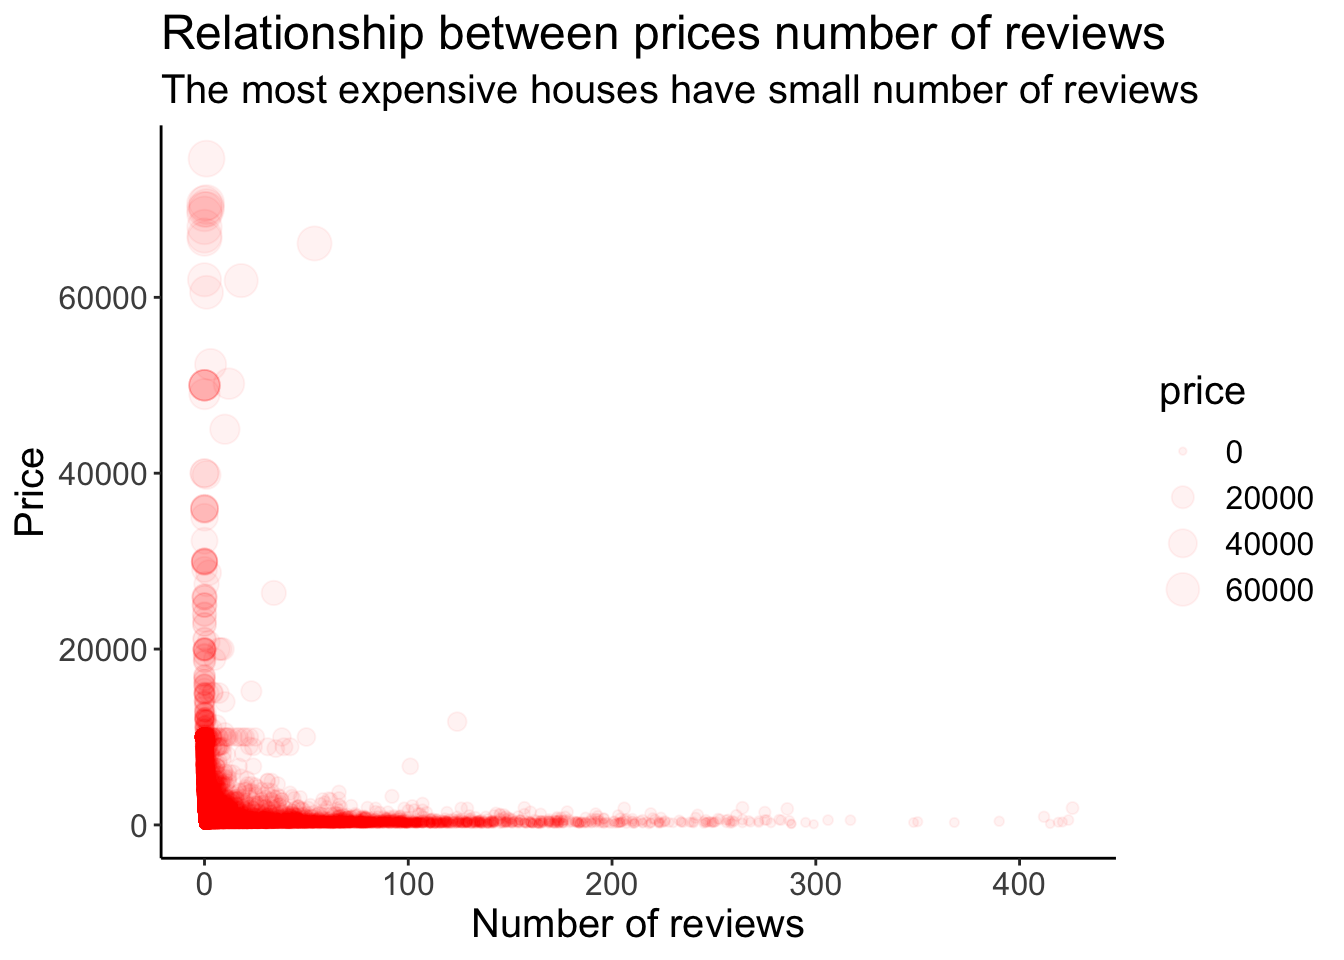 Relationship between prices number of reviews
The most expensive houses have small number of reviews
Price
60000
40000
20000
0
0 100 200 300 400
Number of reviews
price
0
20000
40000
60000